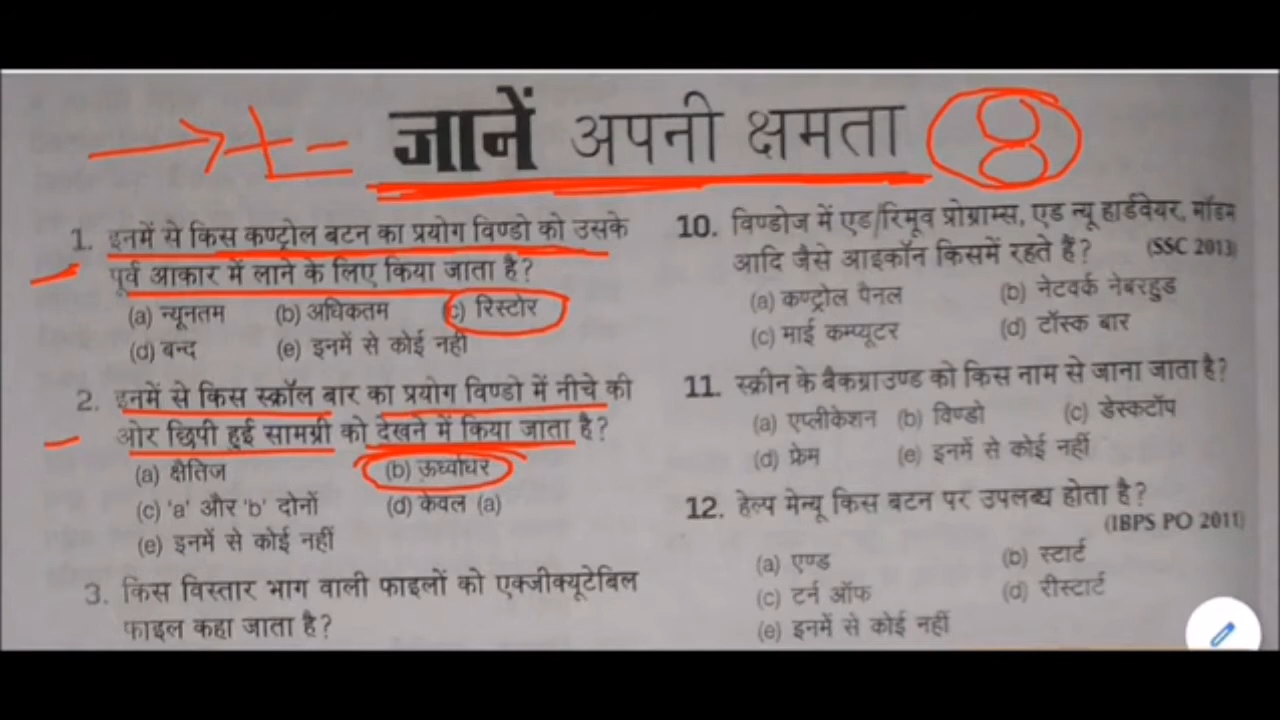 जानें अपनी क्षमता 8
1. इनमें से किस कण्ट्रोल बटन का प्रयोग विण्डो को उसके
पूर्व आकार में लाने के लिए किया जाता है?
(a) न्यूनतम (b) अधिकतम (c) रिस्टोर
(d) बन्द (e) इनमें से कोई नहीं
2. इनमें से किस स्क्रॉल बार का प्रयोग विण्डो में नीचे की
ओर छिपी हुई सामग्री को देखने में किया जाता है?
(a) क्षैतिज (b) ऊर्ध्वाधर
(c) 'a' और 'b' दोनों (d) केवल (a)
(e) इनमें से कोई नहीं
3. किस विस्तार भाग वाली फाइलों को एक्जीक्यूटेबिल
फाइल कहा जाता है?
10. विण्डोज में एड/रिमूव प्रोग्राम्स, एड न्यू हार्डवेयर, मॉडम
आदि जैसे आइकॉन किसमें रहते हैं? (SSC 2013)
(a) कण्ट्रोल पैनल (b) नेटवर्क नेबरहुड
(c) माई कम्प्यूटर (d) टॉस्क बार
11. स्क्रीन के बैकग्राउण्ड को किस नाम से जाना जाता है?
(a) एप्लीकेशन (b) विण्डो (c) डेस्कटॉप
(d) फ्रेम (e) इनमें से कोई नहीं
12. हेल्प मेन्यू किस बटन पर उपलब्ध होता है?
(IBPS PO 2011)
(a) एण्ड (b) स्टार्ट
(c) टर्न ऑफ (d) रीस्टार्ट
(e) इनमें से कोई नहीं